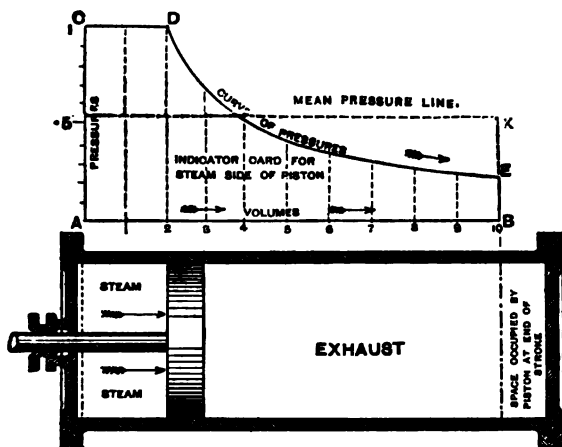 C D
1
MEAN PRESSURE LINE.
CURVE OF PRESSURES
·5
X
PRESSURES
INDICATOR CARD FOR
STEAM SIDE OF PISTON
E
VOLUMES
A B
1 2 3 4 5 6 7 8 9 10
STEAM
EXHAUST
STEAM
SPACE OCCUPIED BY
PISTON AT END OF
STROKE